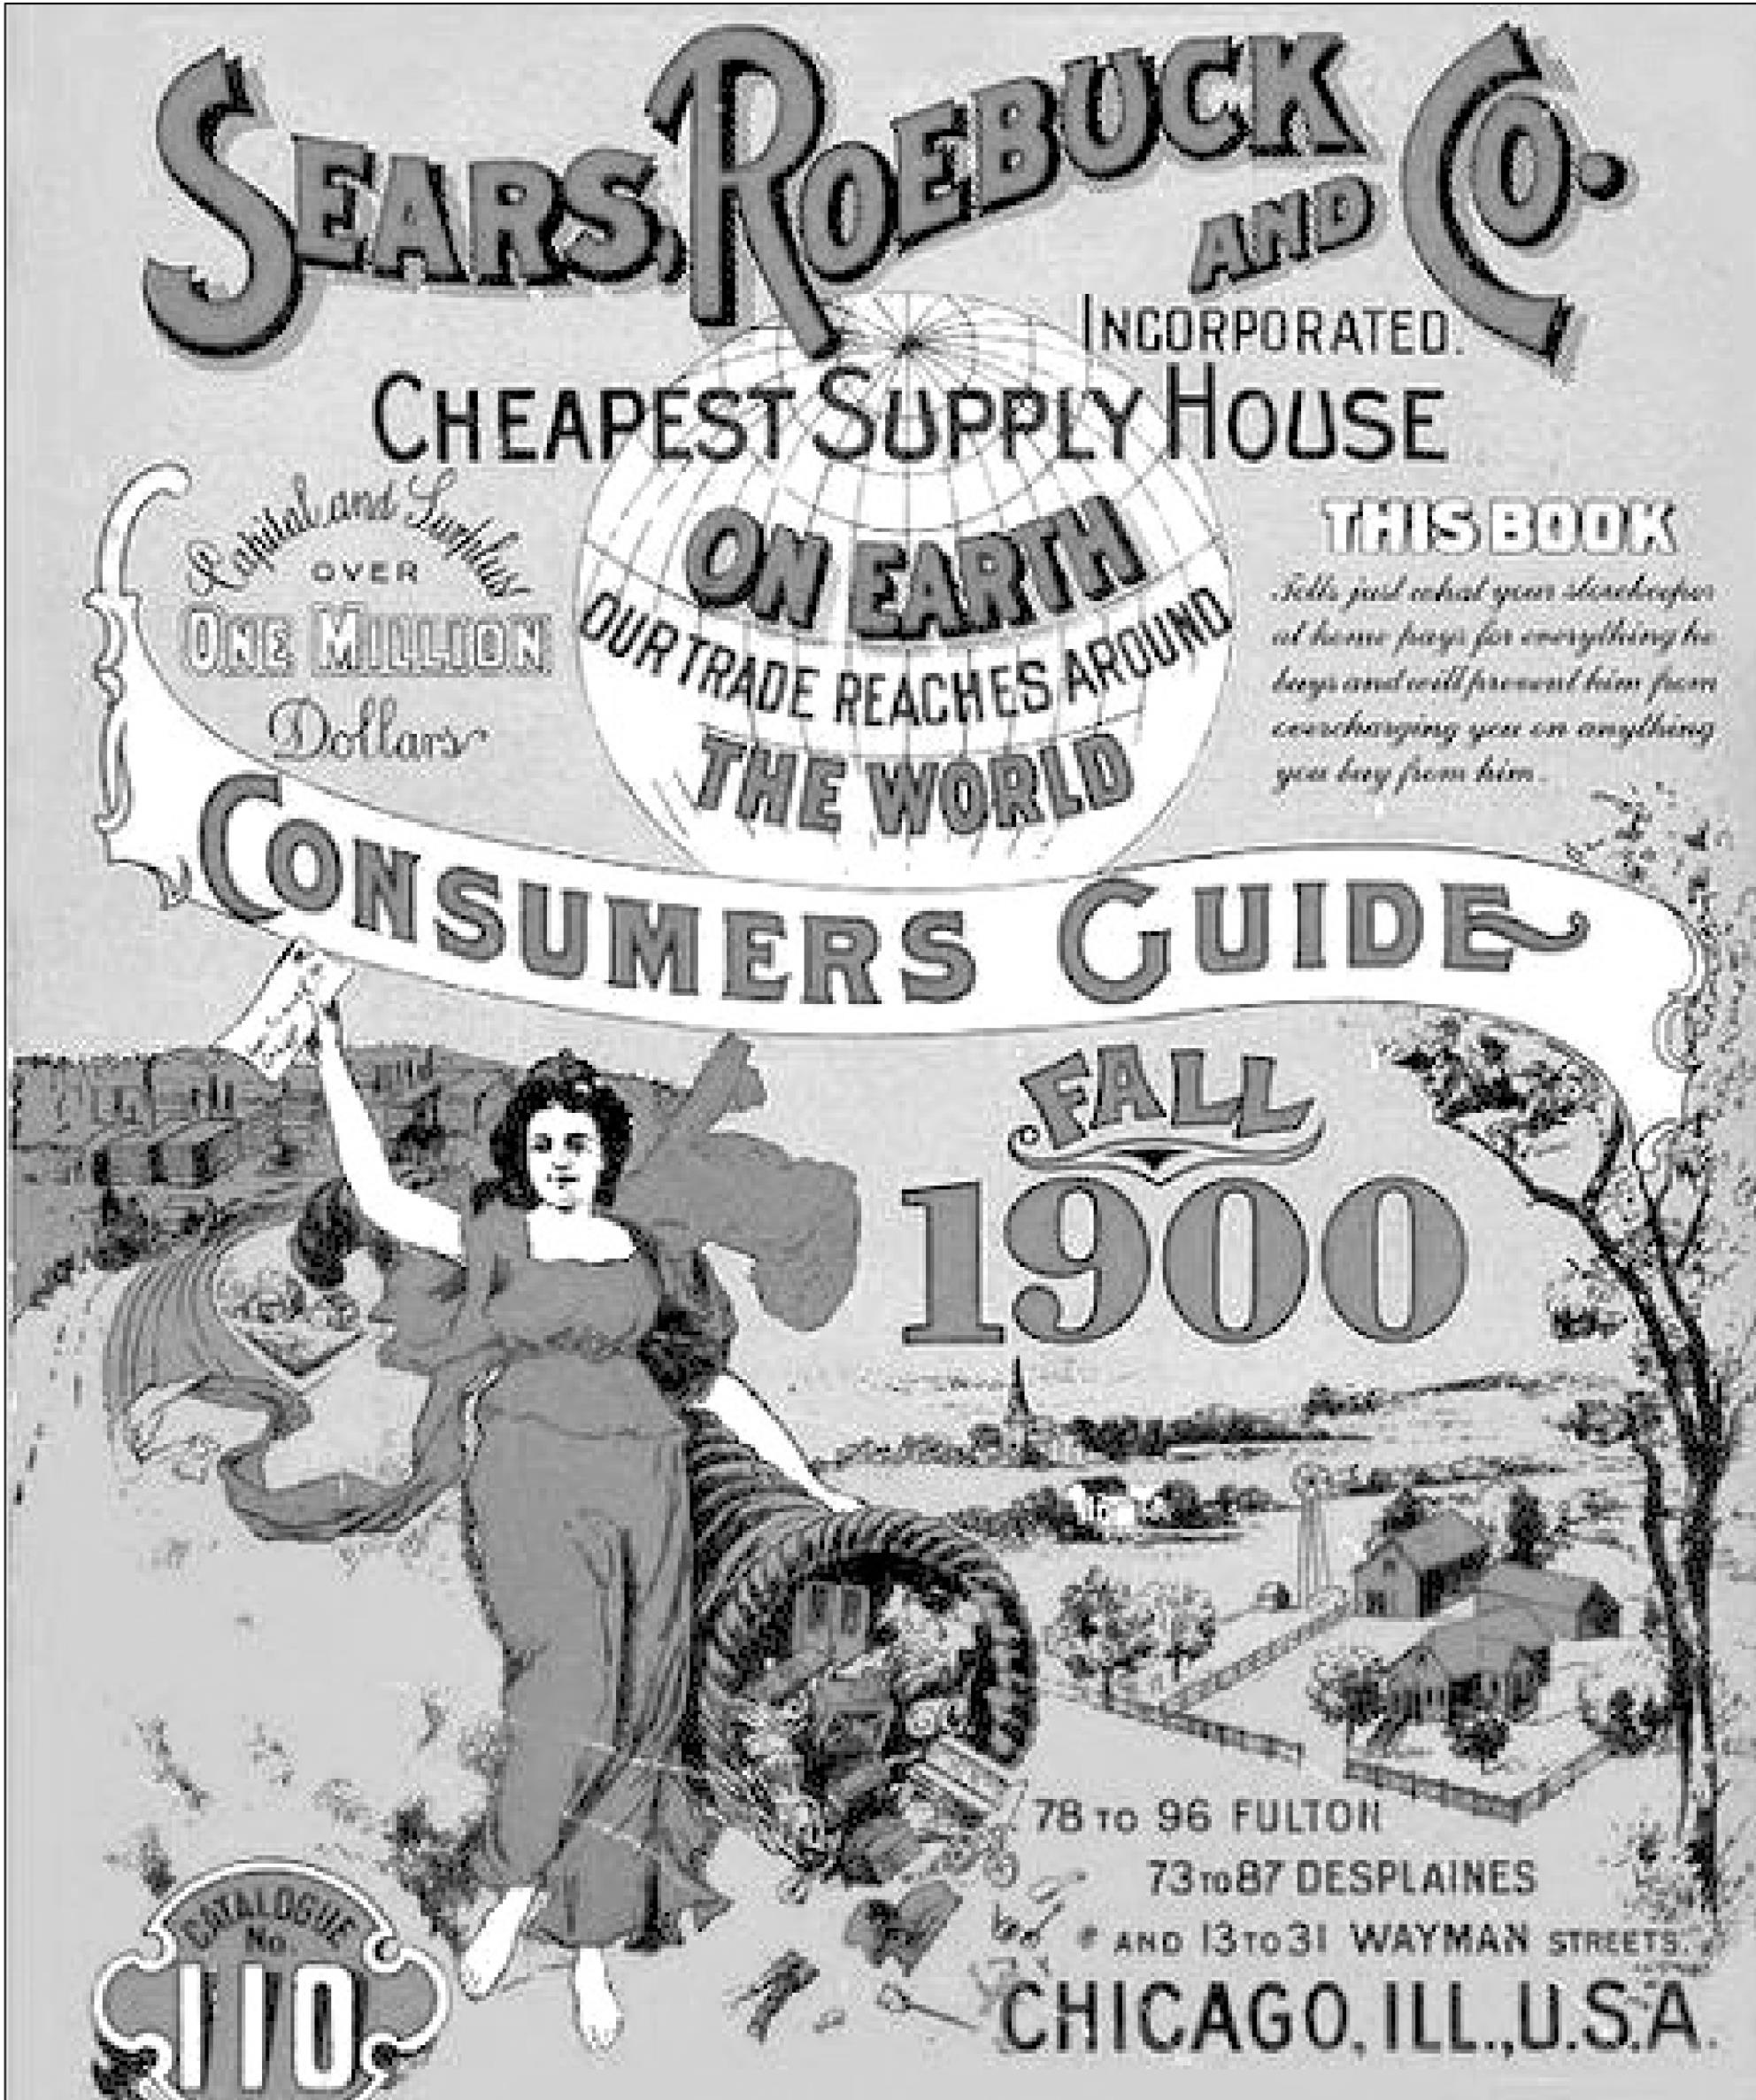 SEARS, ROEBUCK AND CO.
INCORPORATED.
CHEAPEST SUPPLY HOUSE
ON EARTH
OUR TRADE REACHES AROUND
THE WORLD
Capital and Surplus
OVER
ONE MILLION
Dollars
THIS BOOK
Tells just what your storekeeper
at home pays for everything he
buys and will prevent him from
overcharging you on anything
you buy from him.
CONSUMERS GUIDE
FALL
1900
78 TO 96 FULTON
73 TO 87 DESPLAINES
AND 13 TO 31 WAYMAN STREETS.
CHICAGO, ILL., U.S.A.
CATALOGUE
No.
110